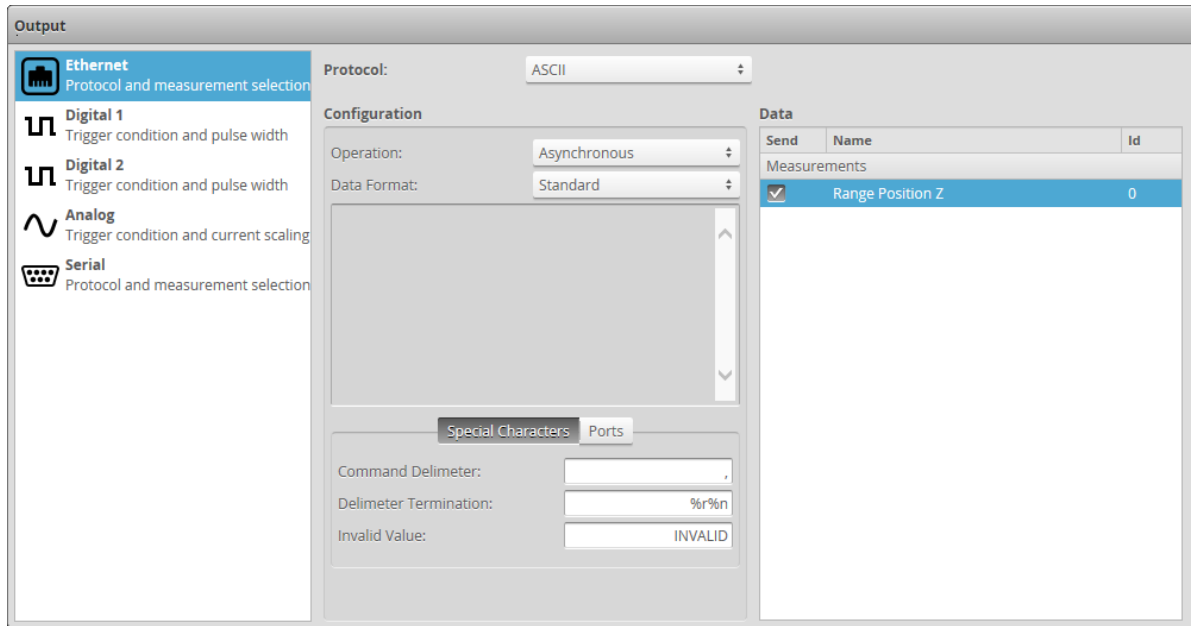 Output
Ethernet
Protocol and measurement selection
Digital 1
Trigger condition and pulse width
Digital 2
Trigger condition and pulse width
Analog
Trigger condition and current scaling
Serial
Protocol and measurement selection
Protocol: ASCII
Configuration
Operation: Asynchronous
Data Format: Standard
Special Characters Ports
Command Delimeter: ,
Delimeter Termination: %r%n
Invalid Value: INVALID
Data
Send Name Id
Measurements
Range Position Z 0